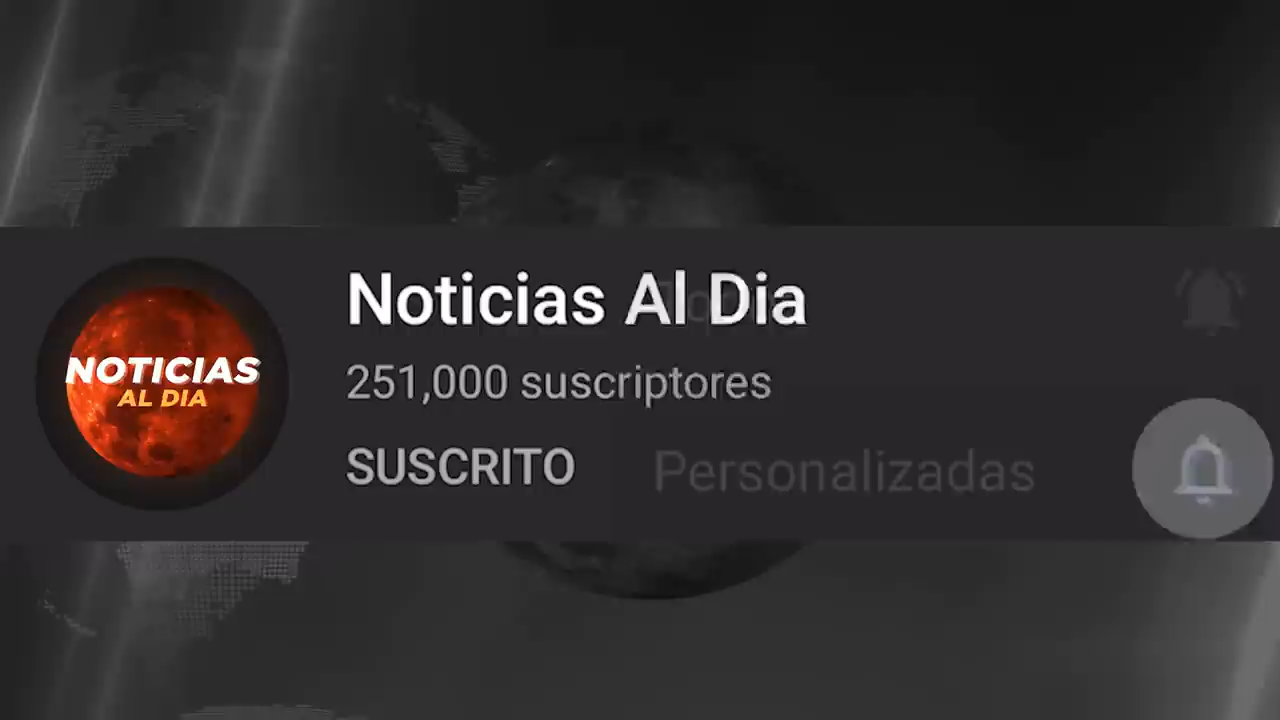 NOTICIAS
AL DIA
Noticias Al Dia
251,000 suscriptores
SUSCRITO
Personalizadas